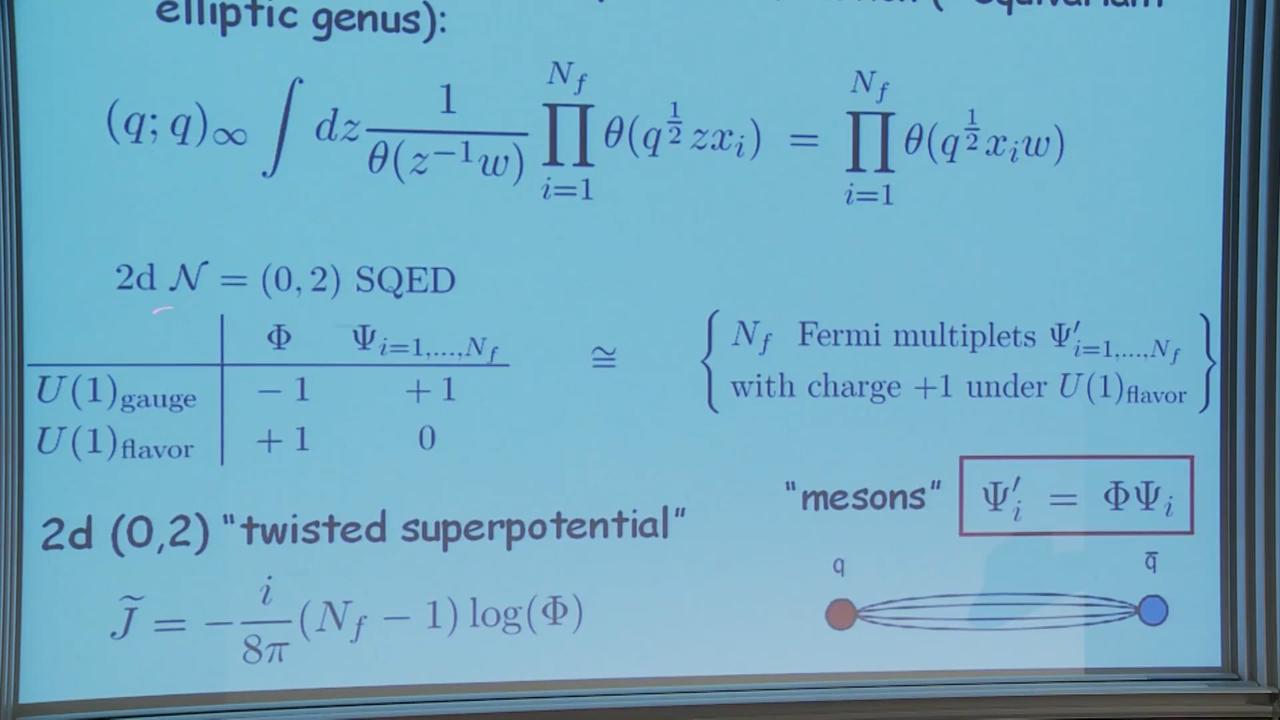 elliptic genus):
(q; q)∞ ∫ dz 1/θ(z⁻¹w) ∏_{i=1}^{N_f} θ(q^{1/2} z x_i) = ∏_{i=1}^{N_f} θ(q^{1/2} x_i w)
2d 𝒩 = (0, 2) SQED
Φ Ψ_{i=1,...,N_f}
U(1)_gauge −1 +1
U(1)_flavor +1 0
≅
N_f Fermi multiplets Ψ′_{i=1,...,N_f}
with charge +1 under U(1)_flavor
"mesons" Ψ′_i = ΦΨ_i
2d (0,2) "twisted superpotential"
J̃ = − i/8π (N_f − 1) log(Φ)
q q̄